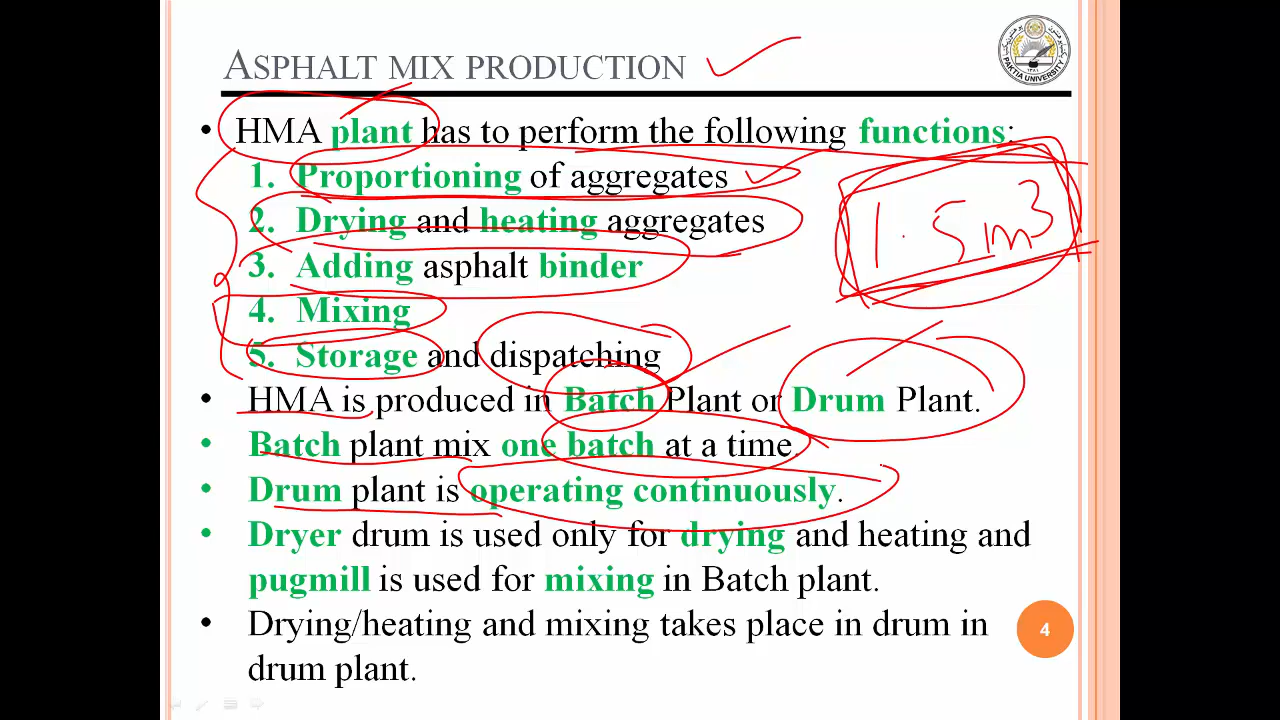 ASPHALT MIX PRODUCTION
PAKTIA UNIVERSITY
• HMA plant has to perform the following functions:
1. Proportioning of aggregates
2. Drying and heating aggregates
3. Adding asphalt binder
4. Mixing
5. Storage and dispatching
1.5 m3
• HMA is produced in Batch Plant or Drum Plant.
• Batch plant mix one batch at a time.
• Drum plant is operating continuously.
• Dryer drum is used only for drying and heating and
pugmill is used for mixing in Batch plant.
• Drying/heating and mixing takes place in drum in
drum plant.
4